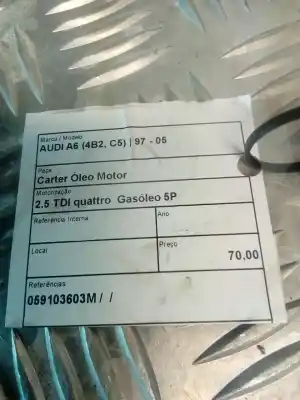 Marca / Modelo
AUDI A6 (4B2, C5) | 97 - 05
Peça
Carter Óleo Motor
Motorização
2.5 TDI quattro Gasóleo 5P
Referência Interna
Ano
Local
Preço
70,00
Referências
059103603M / /